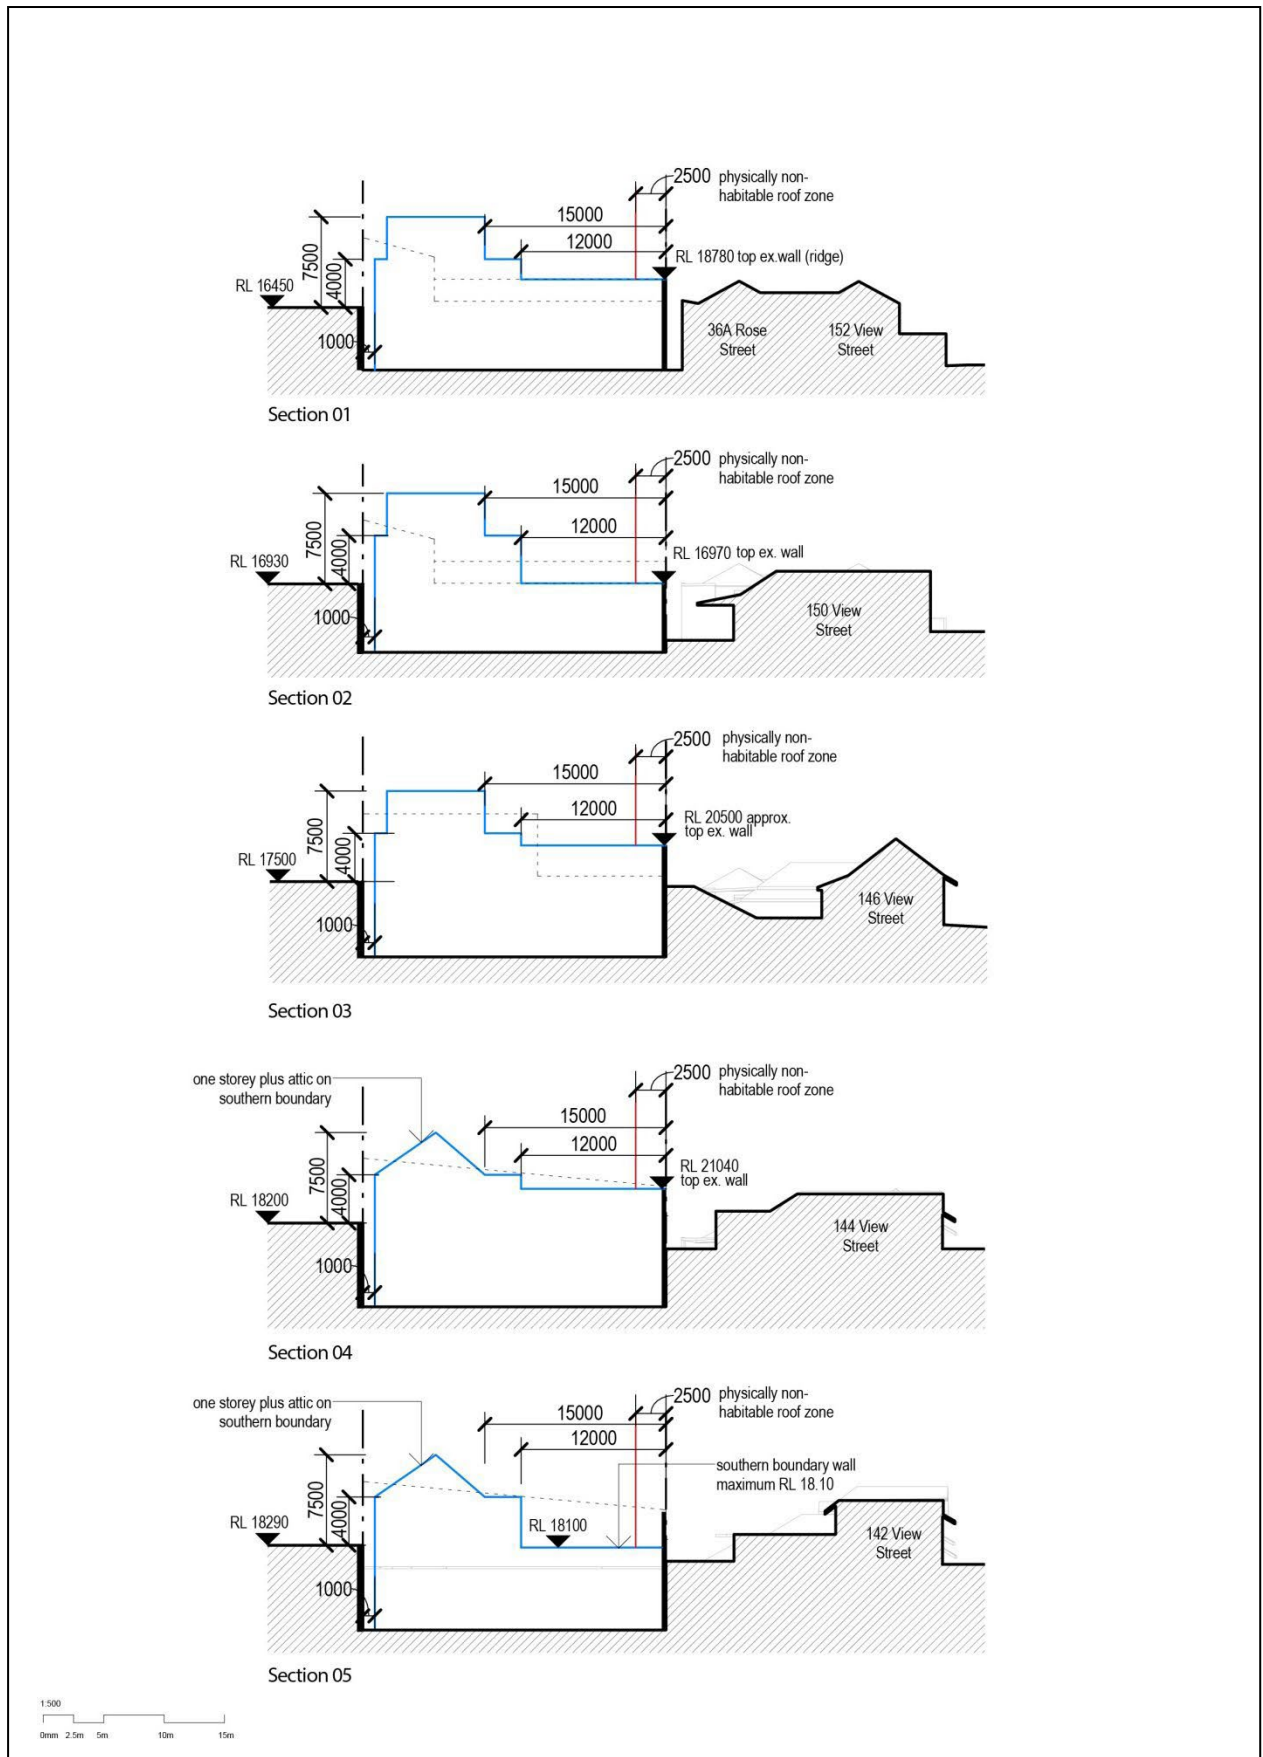 2500 physically non-
habitable roof zone
15000
12000
RL 18780 top ex.wall (ridge)
7500
4000
RL 16450
1000
36A Rose
Street
152 View
Street
Section 01
2500 physically non-
habitable roof zone
15000
12000
7500
4000
RL 16970 top ex. wall
RL 16930
1000
150 View
Street
Section 02
2500 physically non-
habitable roof zone
15000
12000
RL 20500 approx.
top ex. wall
7500
4000
RL 17500
1000
146 View
Street
Section 03
one storey plus attic on
southern boundary
2500 physically non-
habitable roof zone
15000
12000
RL 21040
top ex. wall
7500
4000
RL 18200
1000
144 View
Street
Section 04
one storey plus attic on
southern boundary
2500 physically non-
habitable roof zone
15000
12000
southern boundary wall
maximum RL 18.10
7500
4000
RL 18290
RL 18100
1000
142 View
Street
Section 05
1:500
0mm 2.5m 5m 10m 15m